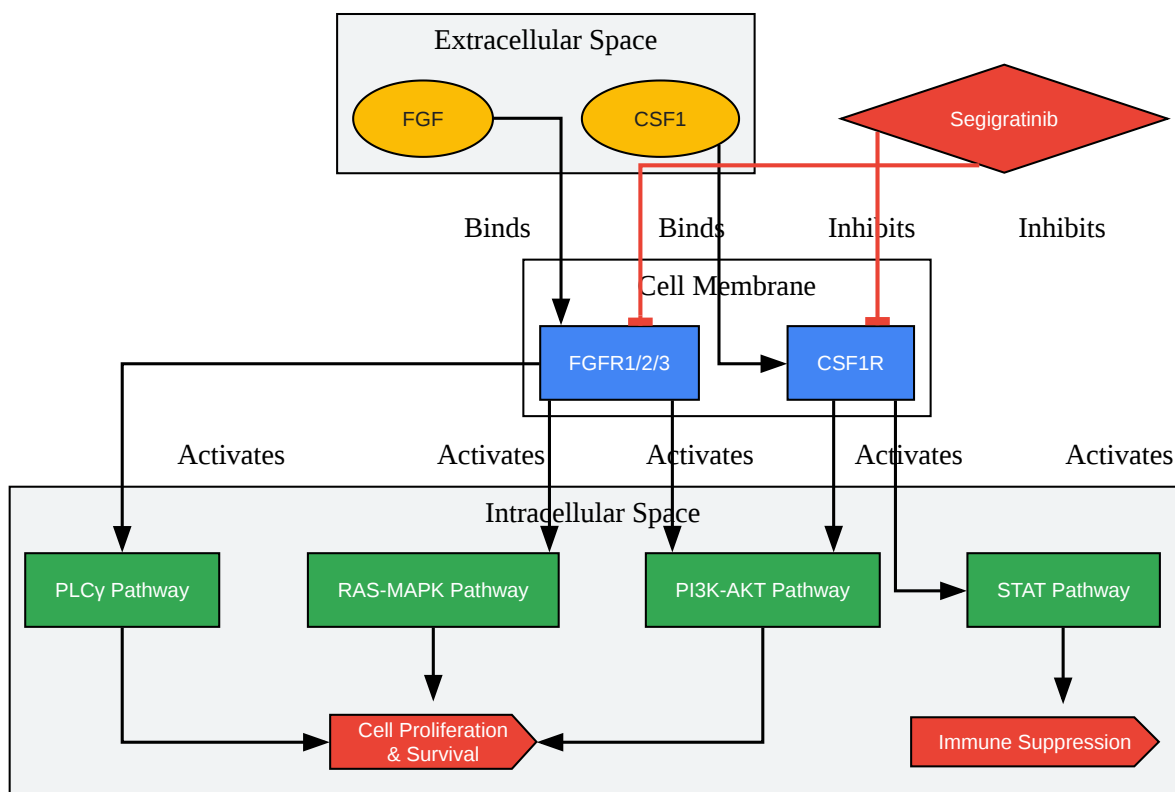 Extracellular Space
FGF
CSF1
Segigratinib
Binds
Binds
Inhibits
Inhibits
Cell Membrane
FGFR1/2/3
CSF1R
Activates
Activates
Activates
Activates
Activates
Intracellular Space
PLCγ Pathway
RAS-MAPK Pathway
PI3K-AKT Pathway
STAT Pathway
Cell Proliferation
& Survival
Immune Suppression